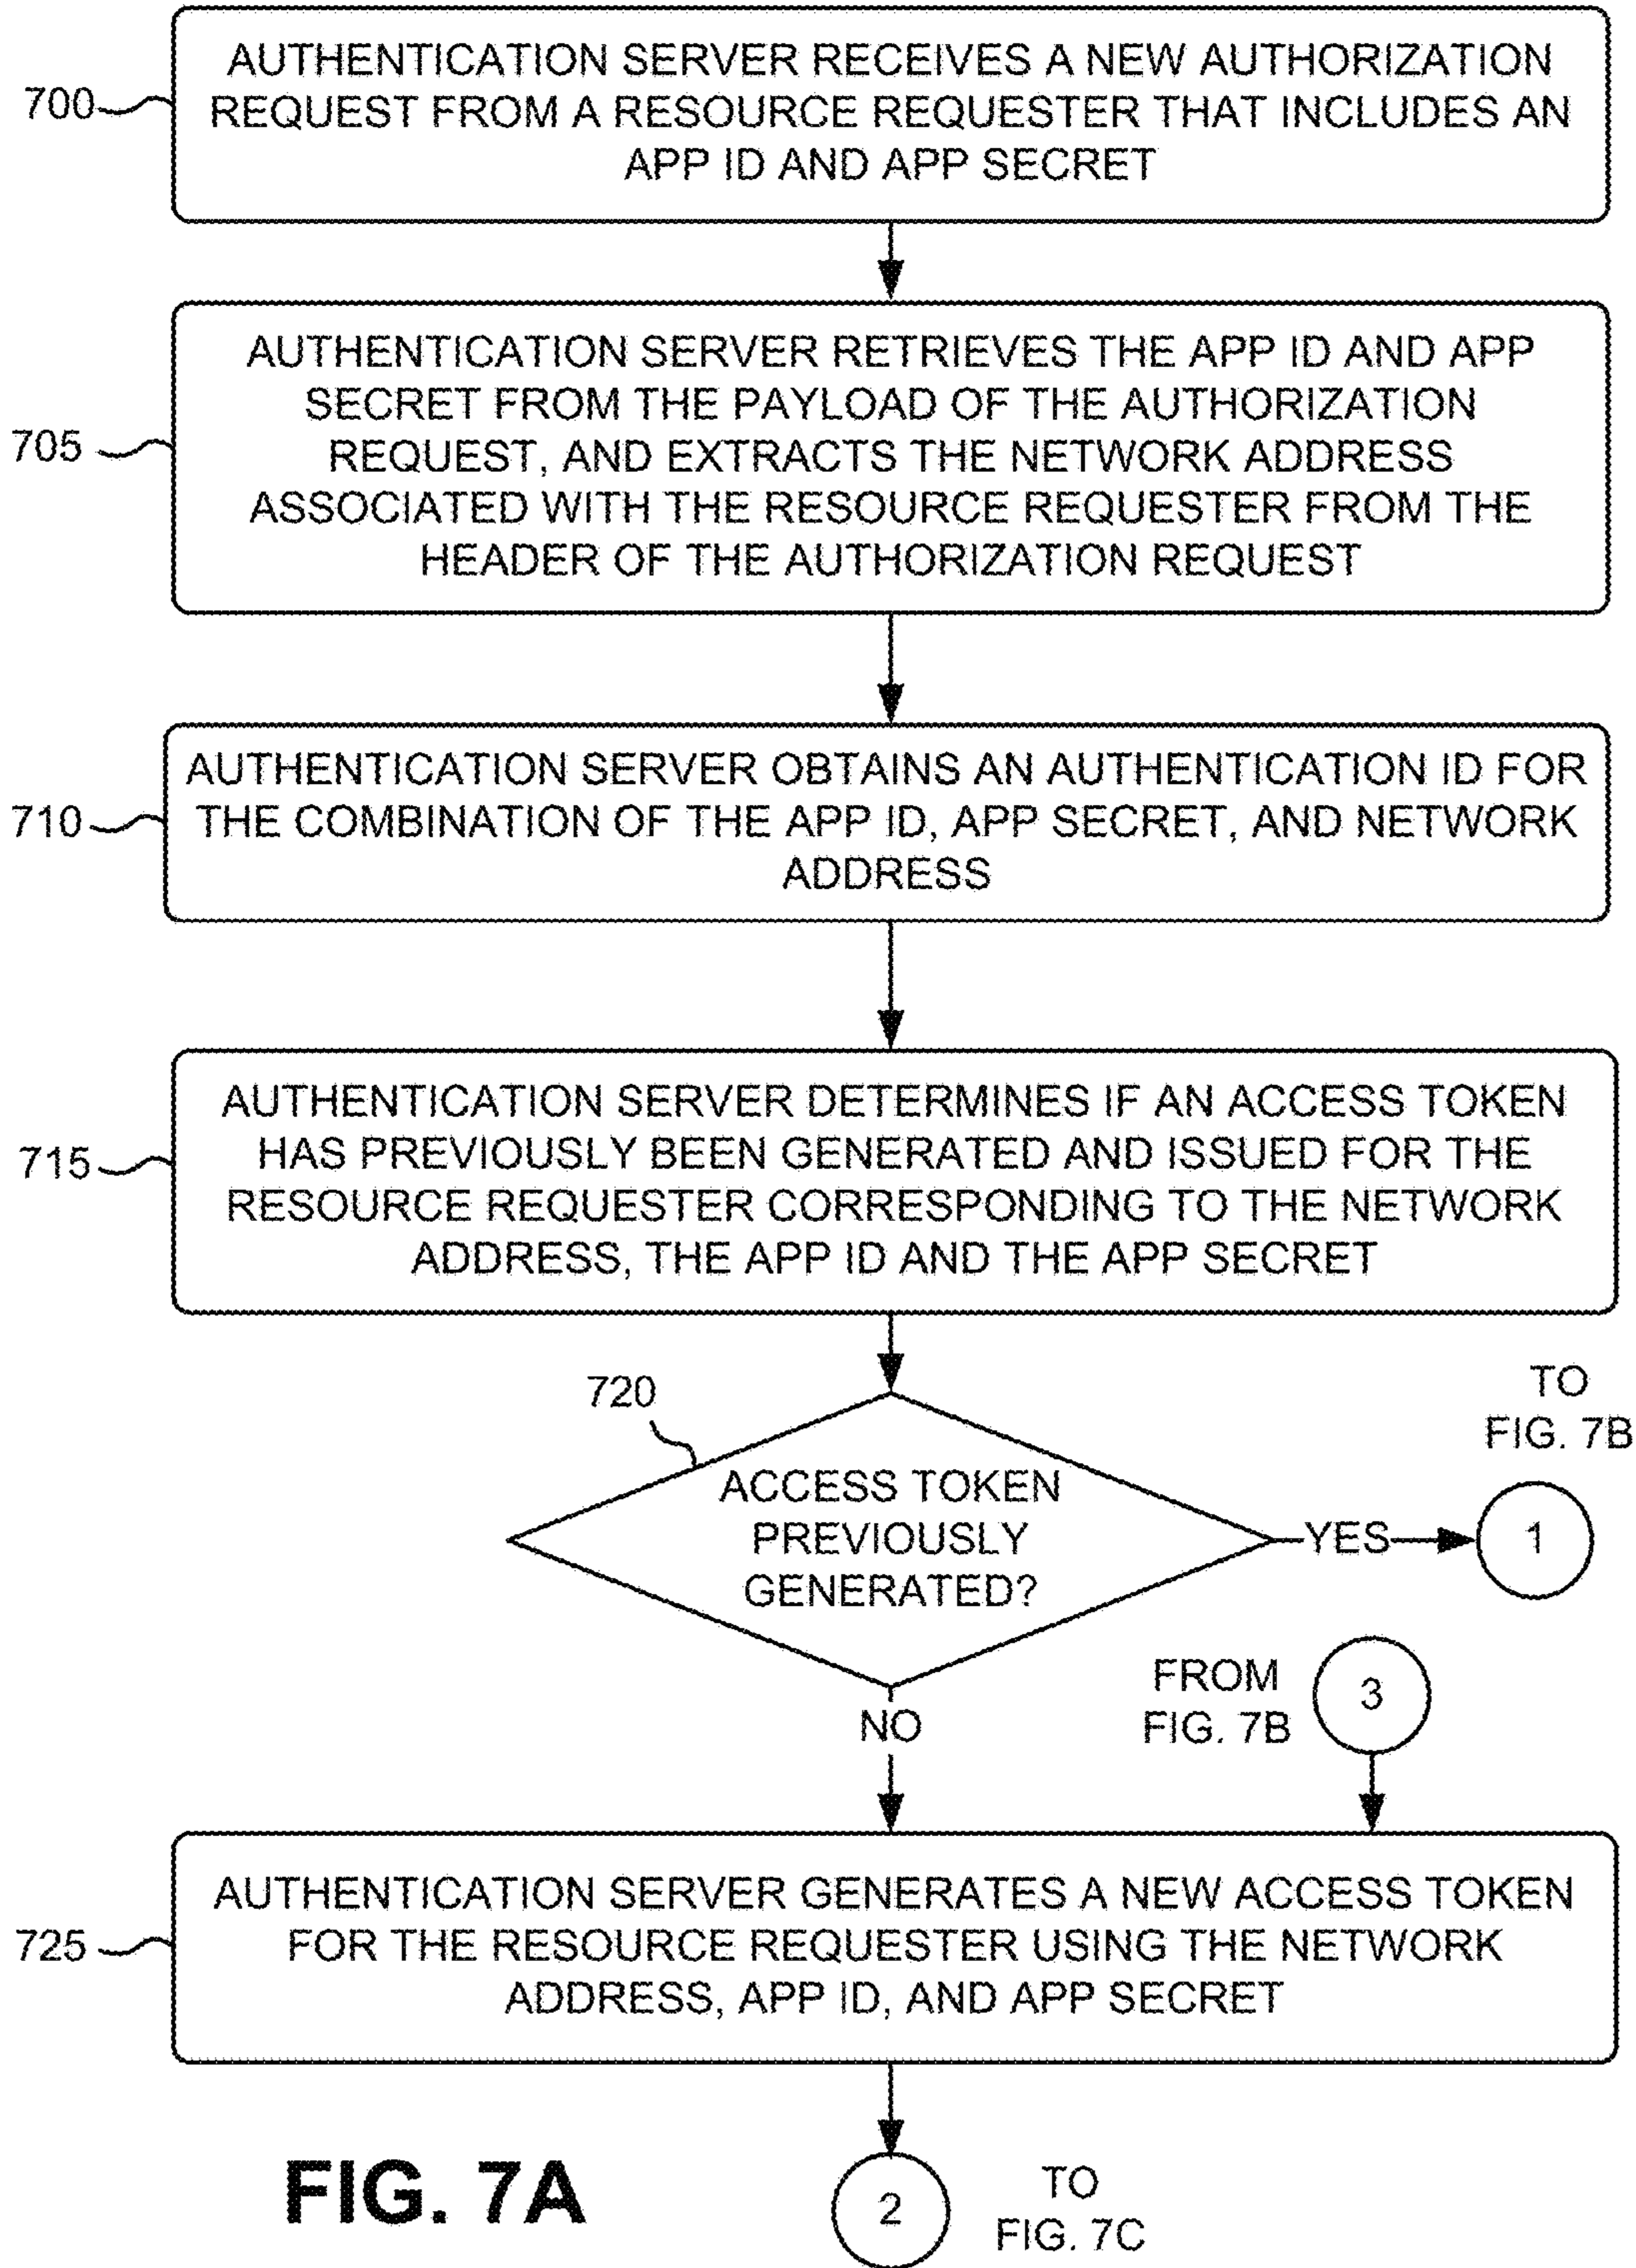 AUTHENTICATION SERVER RECEIVES A NEW AUTHORIZATION
700
REQUEST FROM A RESOURCE REQUESTER THAT INCLUDES AN
APP ID AND APP SECRET
AUTHENTICATION SERVER RETRIEVES THE APP ID AND APP
SECRET FROM THE PAYLOAD OF THE AUTHORIZATION
705
REQUEST, AND EXTRACTS THE NETWORK ADDRESS
ASSOCIATED WITH THE RESOURCE REQUESTER FROM THE
HEADER OF THE AUTHORIZATION REQUEST
AUTHENTICATION SERVER OBTAINS AN AUTHENTICATION ID FOR
710
THE COMBINATION OF THE APP ID, APP SECRET, AND NETWORK
ADDRESS
AUTHENTICATION SERVER DETERMINES IF AN ACCESS TOKEN
715
HAS PREVIOUSLY BEEN GENERATED AND ISSUED FOR THE
RESOURCE REQUESTER CORRESPONDING TO THE NETWORK
ADDRESS, THE APP ID AND THE APP SECRET
720
TO
FIG. 7B
ACCESS TOKEN
PREVIOUSLY
GENERATED?
YES
1
FROM
FIG. 7B
3
NO
AUTHENTICATION SERVER GENERATES A NEW ACCESS TOKEN
725
FOR THE RESOURCE REQUESTER USING THE NETWORK
ADDRESS, APP ID, AND APP SECRET
FIG. 7A
2
TO
FIG. 7C